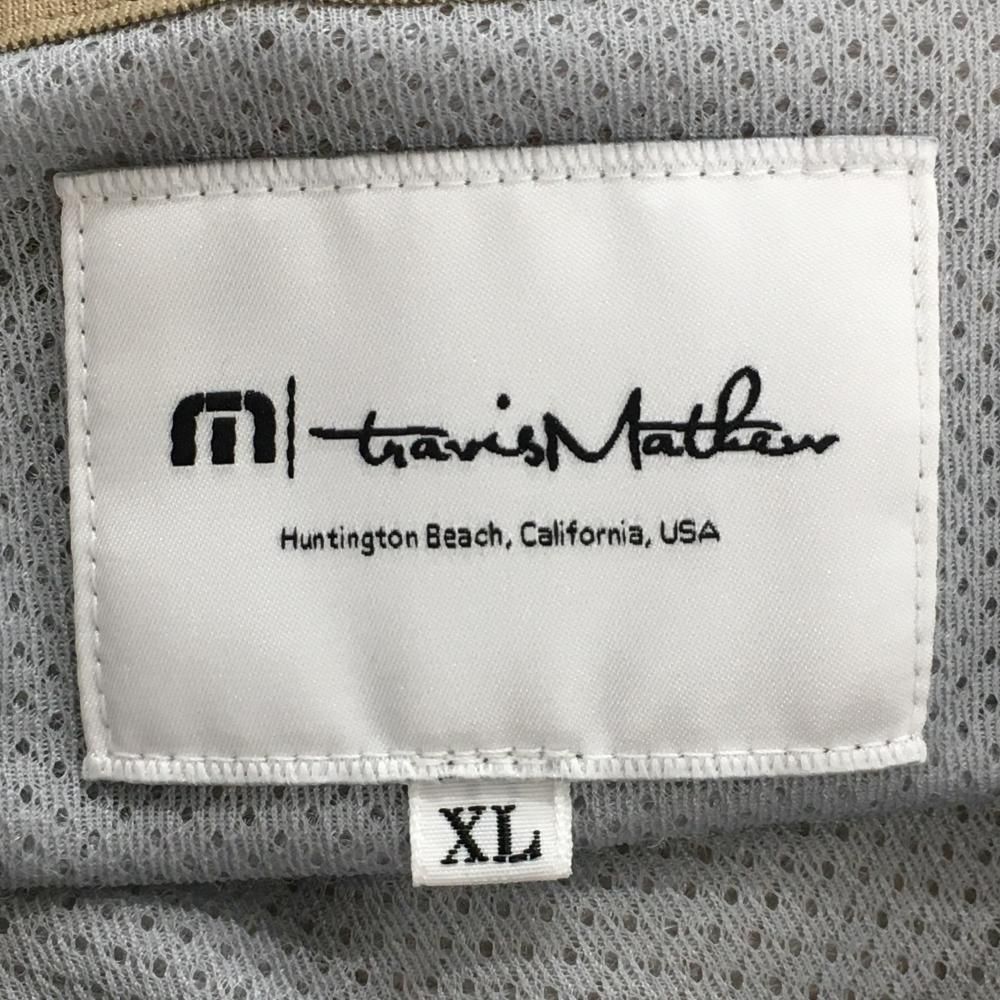 travisMathew
Huntington Beach, California, USA
XL